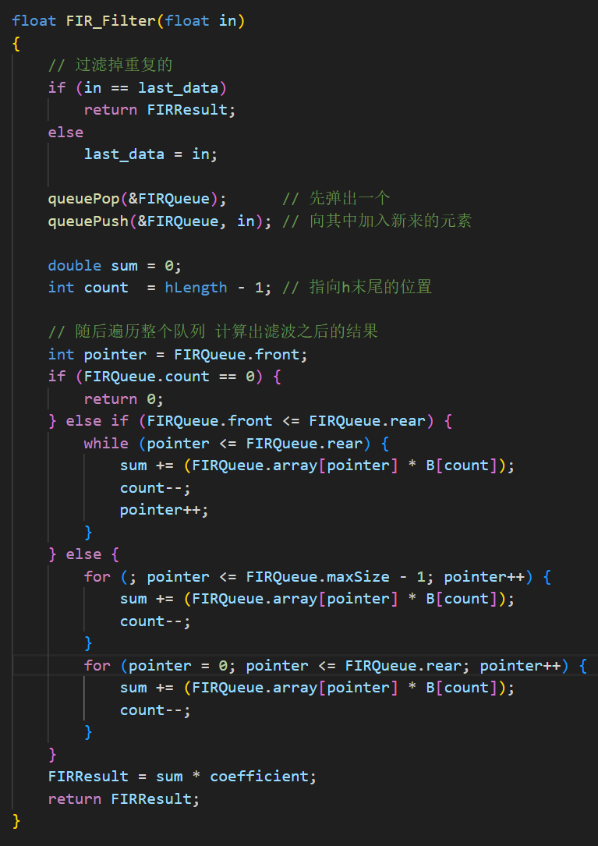 float FIR_Filter(float in)
{
    // 过滤掉重复的
    if (in == last_data)
        return FIRResult;
    else
        last_data = in;

    queuePop(&FIRQueue);      // 先弹出一个
    queuePush(&FIRQueue, in); // 向其中加入新来的元素

    double sum = 0;
    int count  = hLength - 1; // 指向h末尾的位置

    // 随后遍历整个队列 计算出滤波之后的结果
    int pointer = FIRQueue.front;
    if (FIRQueue.count == 0) {
        return 0;
    } else if (FIRQueue.front <= FIRQueue.rear) {
        while (pointer <= FIRQueue.rear) {
            sum += (FIRQueue.array[pointer] * B[count]);
            count--;
            pointer++;
        }
    } else {
        for (; pointer <= FIRQueue.maxSize - 1; pointer++) {
            sum += (FIRQueue.array[pointer] * B[count]);
            count--;
        }
        for (pointer = 0; pointer <= FIRQueue.rear; pointer++) {
            sum += (FIRQueue.array[pointer] * B[count]);
            count--;
        }
    }
    FIRResult = sum * coefficient;
    return FIRResult;
}